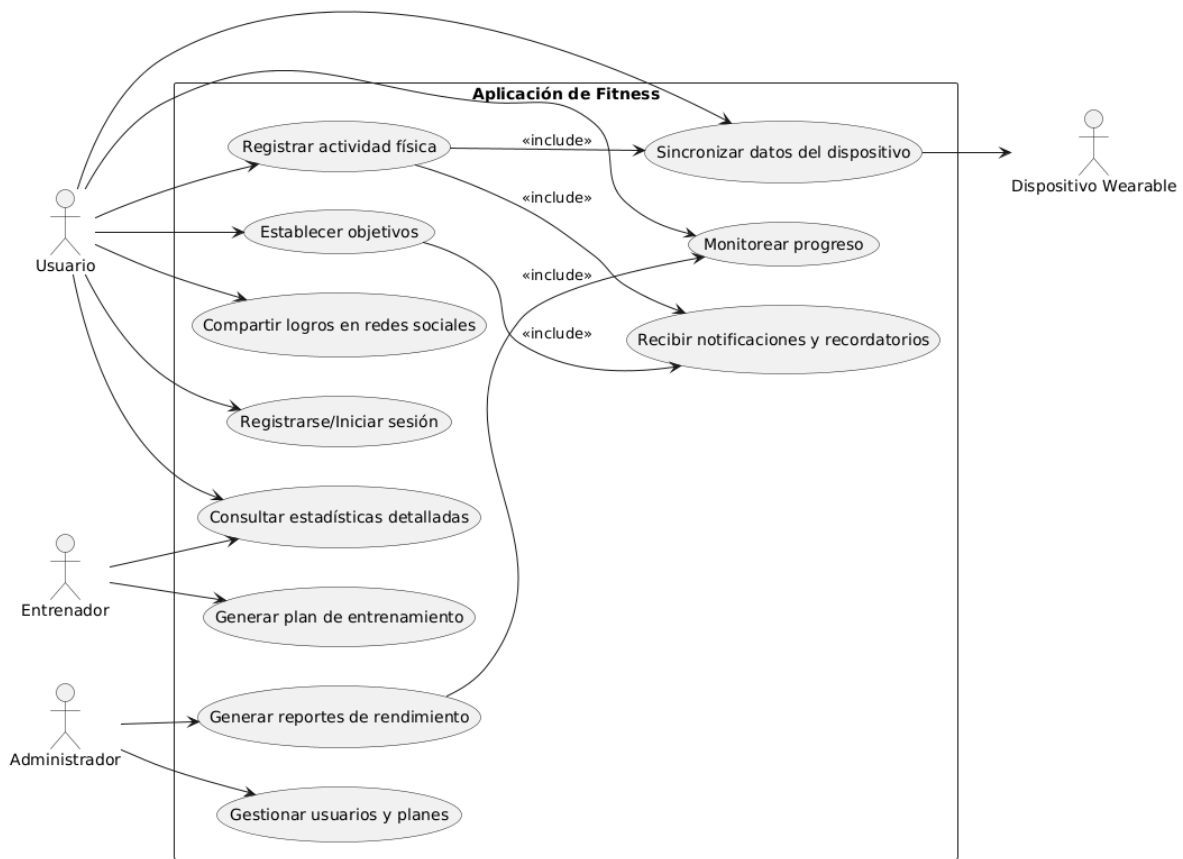 Aplicación de Fitness
Registrar actividad física
«include»
Sincronizar datos del dispositivo
Dispositivo Wearable
«include»
Usuario
Establecer objetivos
Monitorear progreso
«include»
Compartir logros en redes sociales
«include»
Recibir notificaciones y recordatorios
Registrarse/Iniciar sesión
Consultar estadísticas detalladas
Entrenador
Generar plan de entrenamiento
Generar reportes de rendimiento
Administrador
Gestionar usuarios y planes